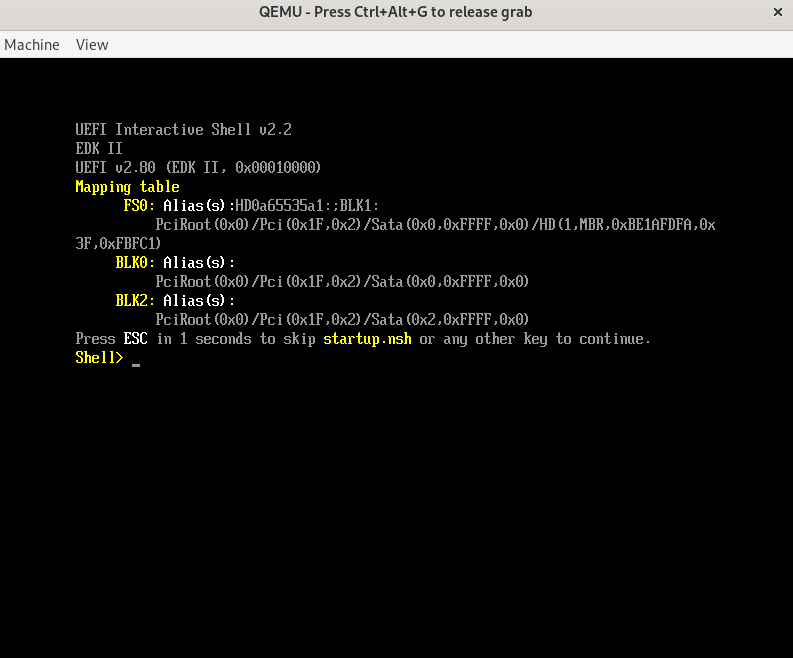 QEMU - Press Ctrl+Alt+G to release grab
Machine View
UEFI Interactive Shell v2.2
EDK II
UEFI v2.80 (EDK II, 0x00010000)
Mapping table
FS0: Alias(s):HD0a65535a1:;BLK1:
PciRoot(0x0)/Pci(0x1F,0x2)/Sata(0x0,0xFFFF,0x0)/HD(1,MBR,0xBE1AFDFA,0x
3F,0xFBFC1)
BLK0: Alias(s):
PciRoot(0x0)/Pci(0x1F,0x2)/Sata(0x0,0xFFFF,0x0)
BLK2: Alias(s):
PciRoot(0x0)/Pci(0x1F,0x2)/Sata(0x2,0xFFFF,0x0)
Press ESC in 1 seconds to skip startup.nsh or any other key to continue.
Shell> _